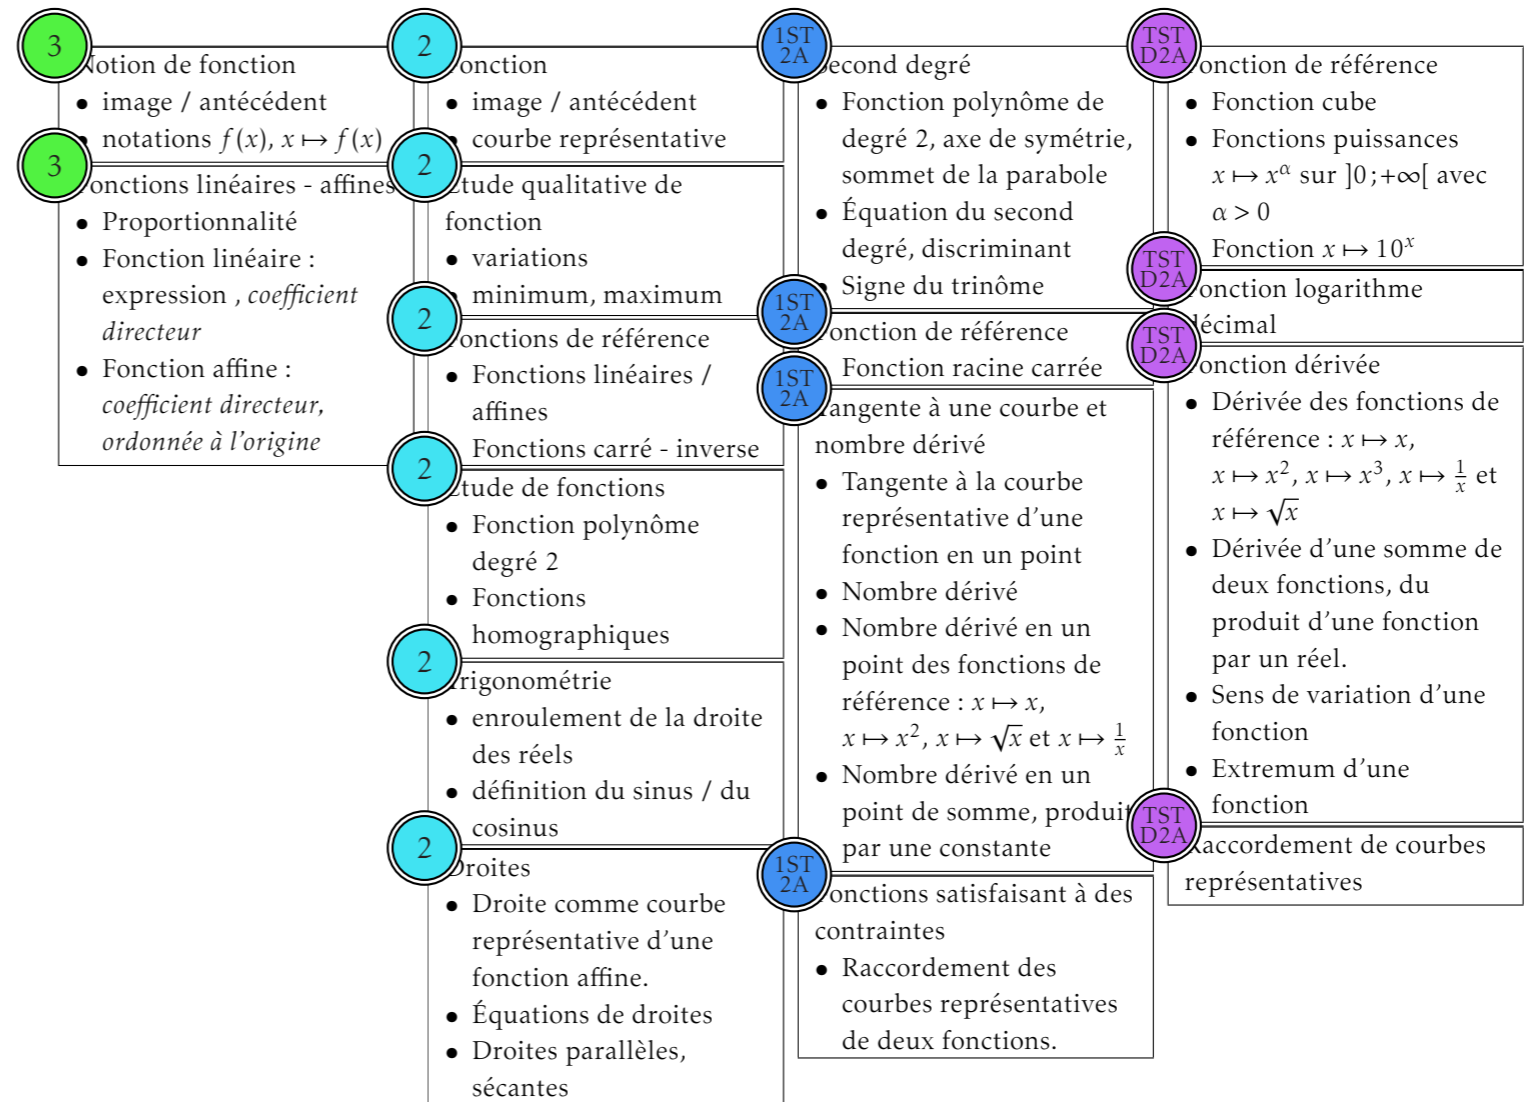 3
Notion de fonction
• image / antécédent
• notations f(x), x ↦ f(x)
3
Fonctions linéaires - affines
• Proportionnalité
• Fonction linéaire :
expression , coefficient
directeur
• Fonction affine :
coefficient directeur,
ordonnée à l'origine
2
Fonction
• image / antécédent
• courbe représentative
2
Étude qualitative de
fonction
• variations
• minimum, maximum
2
Fonctions de référence
• Fonctions linéaires /
affines
Fonctions carré - inverse
2
Étude de fonctions
• Fonction polynôme
degré 2
• Fonctions
homographiques
2
Trigonométrie
• enroulement de la droite
des réels
• définition du sinus / du
cosinus
2
Droites
• Droite comme courbe
représentative d'une
fonction affine.
• Équations de droites
• Droites parallèles,
sécantes
1ST
2A
Second degré
• Fonction polynôme de
degré 2, axe de symétrie,
sommet de la parabole
• Équation du second
degré, discriminant
• Signe du trinôme
1ST
2A
Fonction de référence
Fonction racine carrée
1ST
2A
Tangente à une courbe et
nombre dérivé
• Tangente à la courbe
représentative d'une
fonction en un point
• Nombre dérivé
• Nombre dérivé en un
point des fonctions de
référence : x ↦ x,
x ↦ x², x ↦ √x et x ↦ 1/x
• Nombre dérivé en un
point de somme, produit
par une constante
1ST
2A
Fonctions satisfaisant à des
contraintes
• Raccordement des
courbes représentatives
de deux fonctions.
TST
D2A
Fonction de référence
• Fonction cube
• Fonctions puissances
x ↦ x^α sur ]0 ;+∞[ avec
α > 0
Fonction x ↦ 10^x
TST
D2A
Fonction logarithme
décimal
TST
D2A
Fonction dérivée
• Dérivée des fonctions de
référence : x ↦ x,
x ↦ x², x ↦ x³, x ↦ 1/x et
x ↦ √x
• Dérivée d'une somme de
deux fonctions, du
produit d'une fonction
par un réel.
• Sens de variation d'une
fonction
• Extremum d'une
fonction
TST
D2A
Raccordement de courbes
représentatives